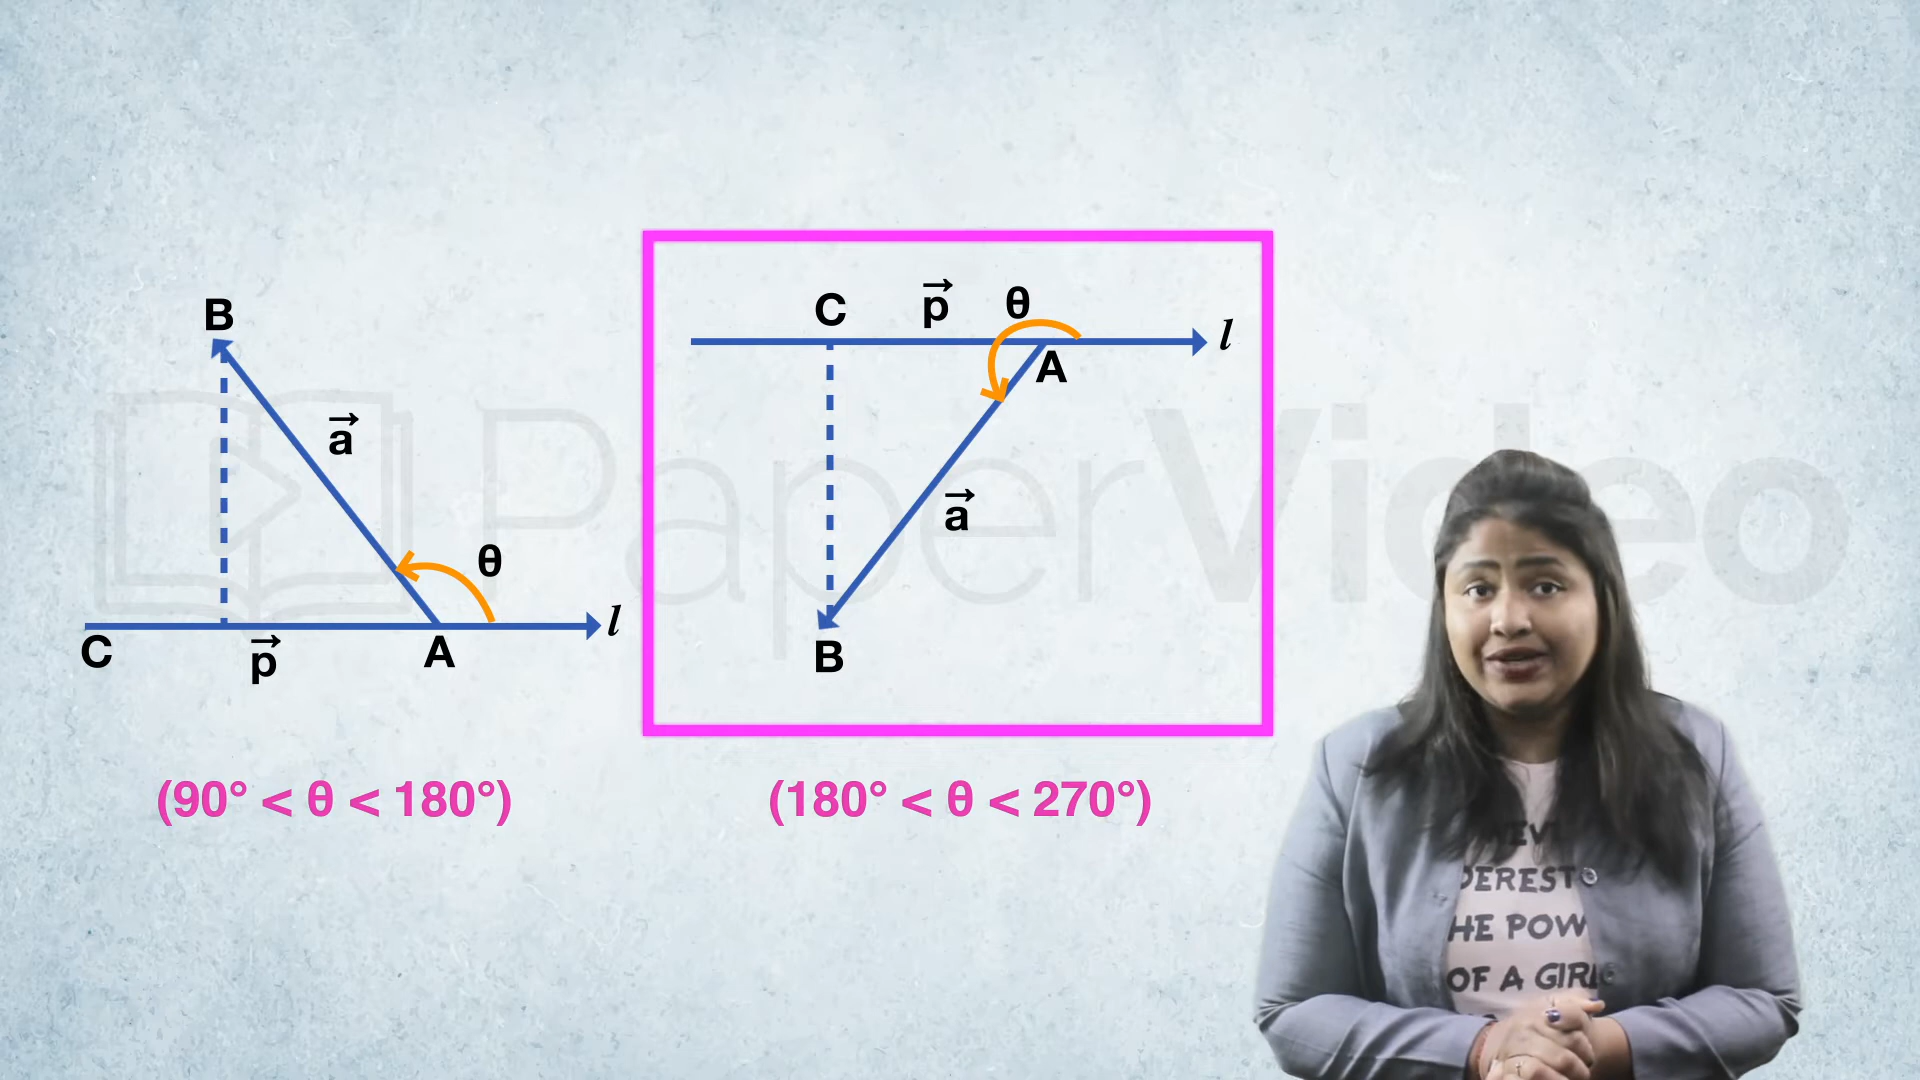 B
a
θ
C
p
A
l
(90° < θ < 180°)
C
p
θ
A
l
a
B
(180° < θ < 270°)
PaperVideo
DEREST
HE POW
OF A GIRL